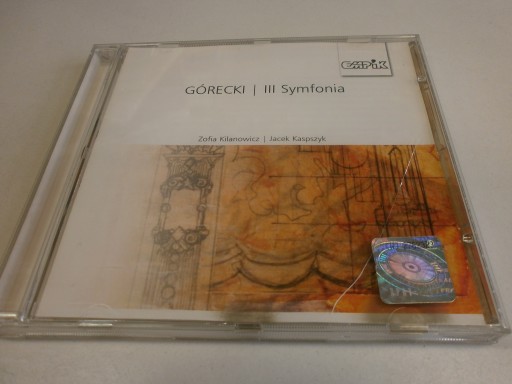 empik
GÓRECKI | III Symfonia
Zofia Kilanowicz | Jacek Kaspszyk